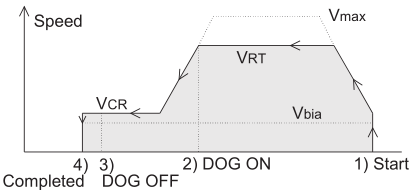 Speed
Vmax
VRT
VCR
Vbia
4) 3) 2) DOG ON 1) Start
Completed DOG OFF